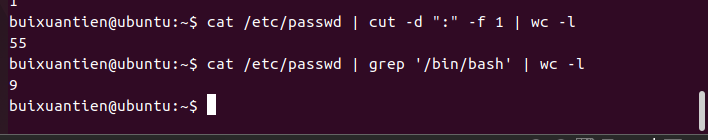 1
buixuantien@ubuntu:~$ cat /etc/passwd | cut -d ":" -f 1 | wc -l
55
buixuantien@ubuntu:~$ cat /etc/passwd | grep '/bin/bash' | wc -l
9
buixuantien@ubuntu:~$